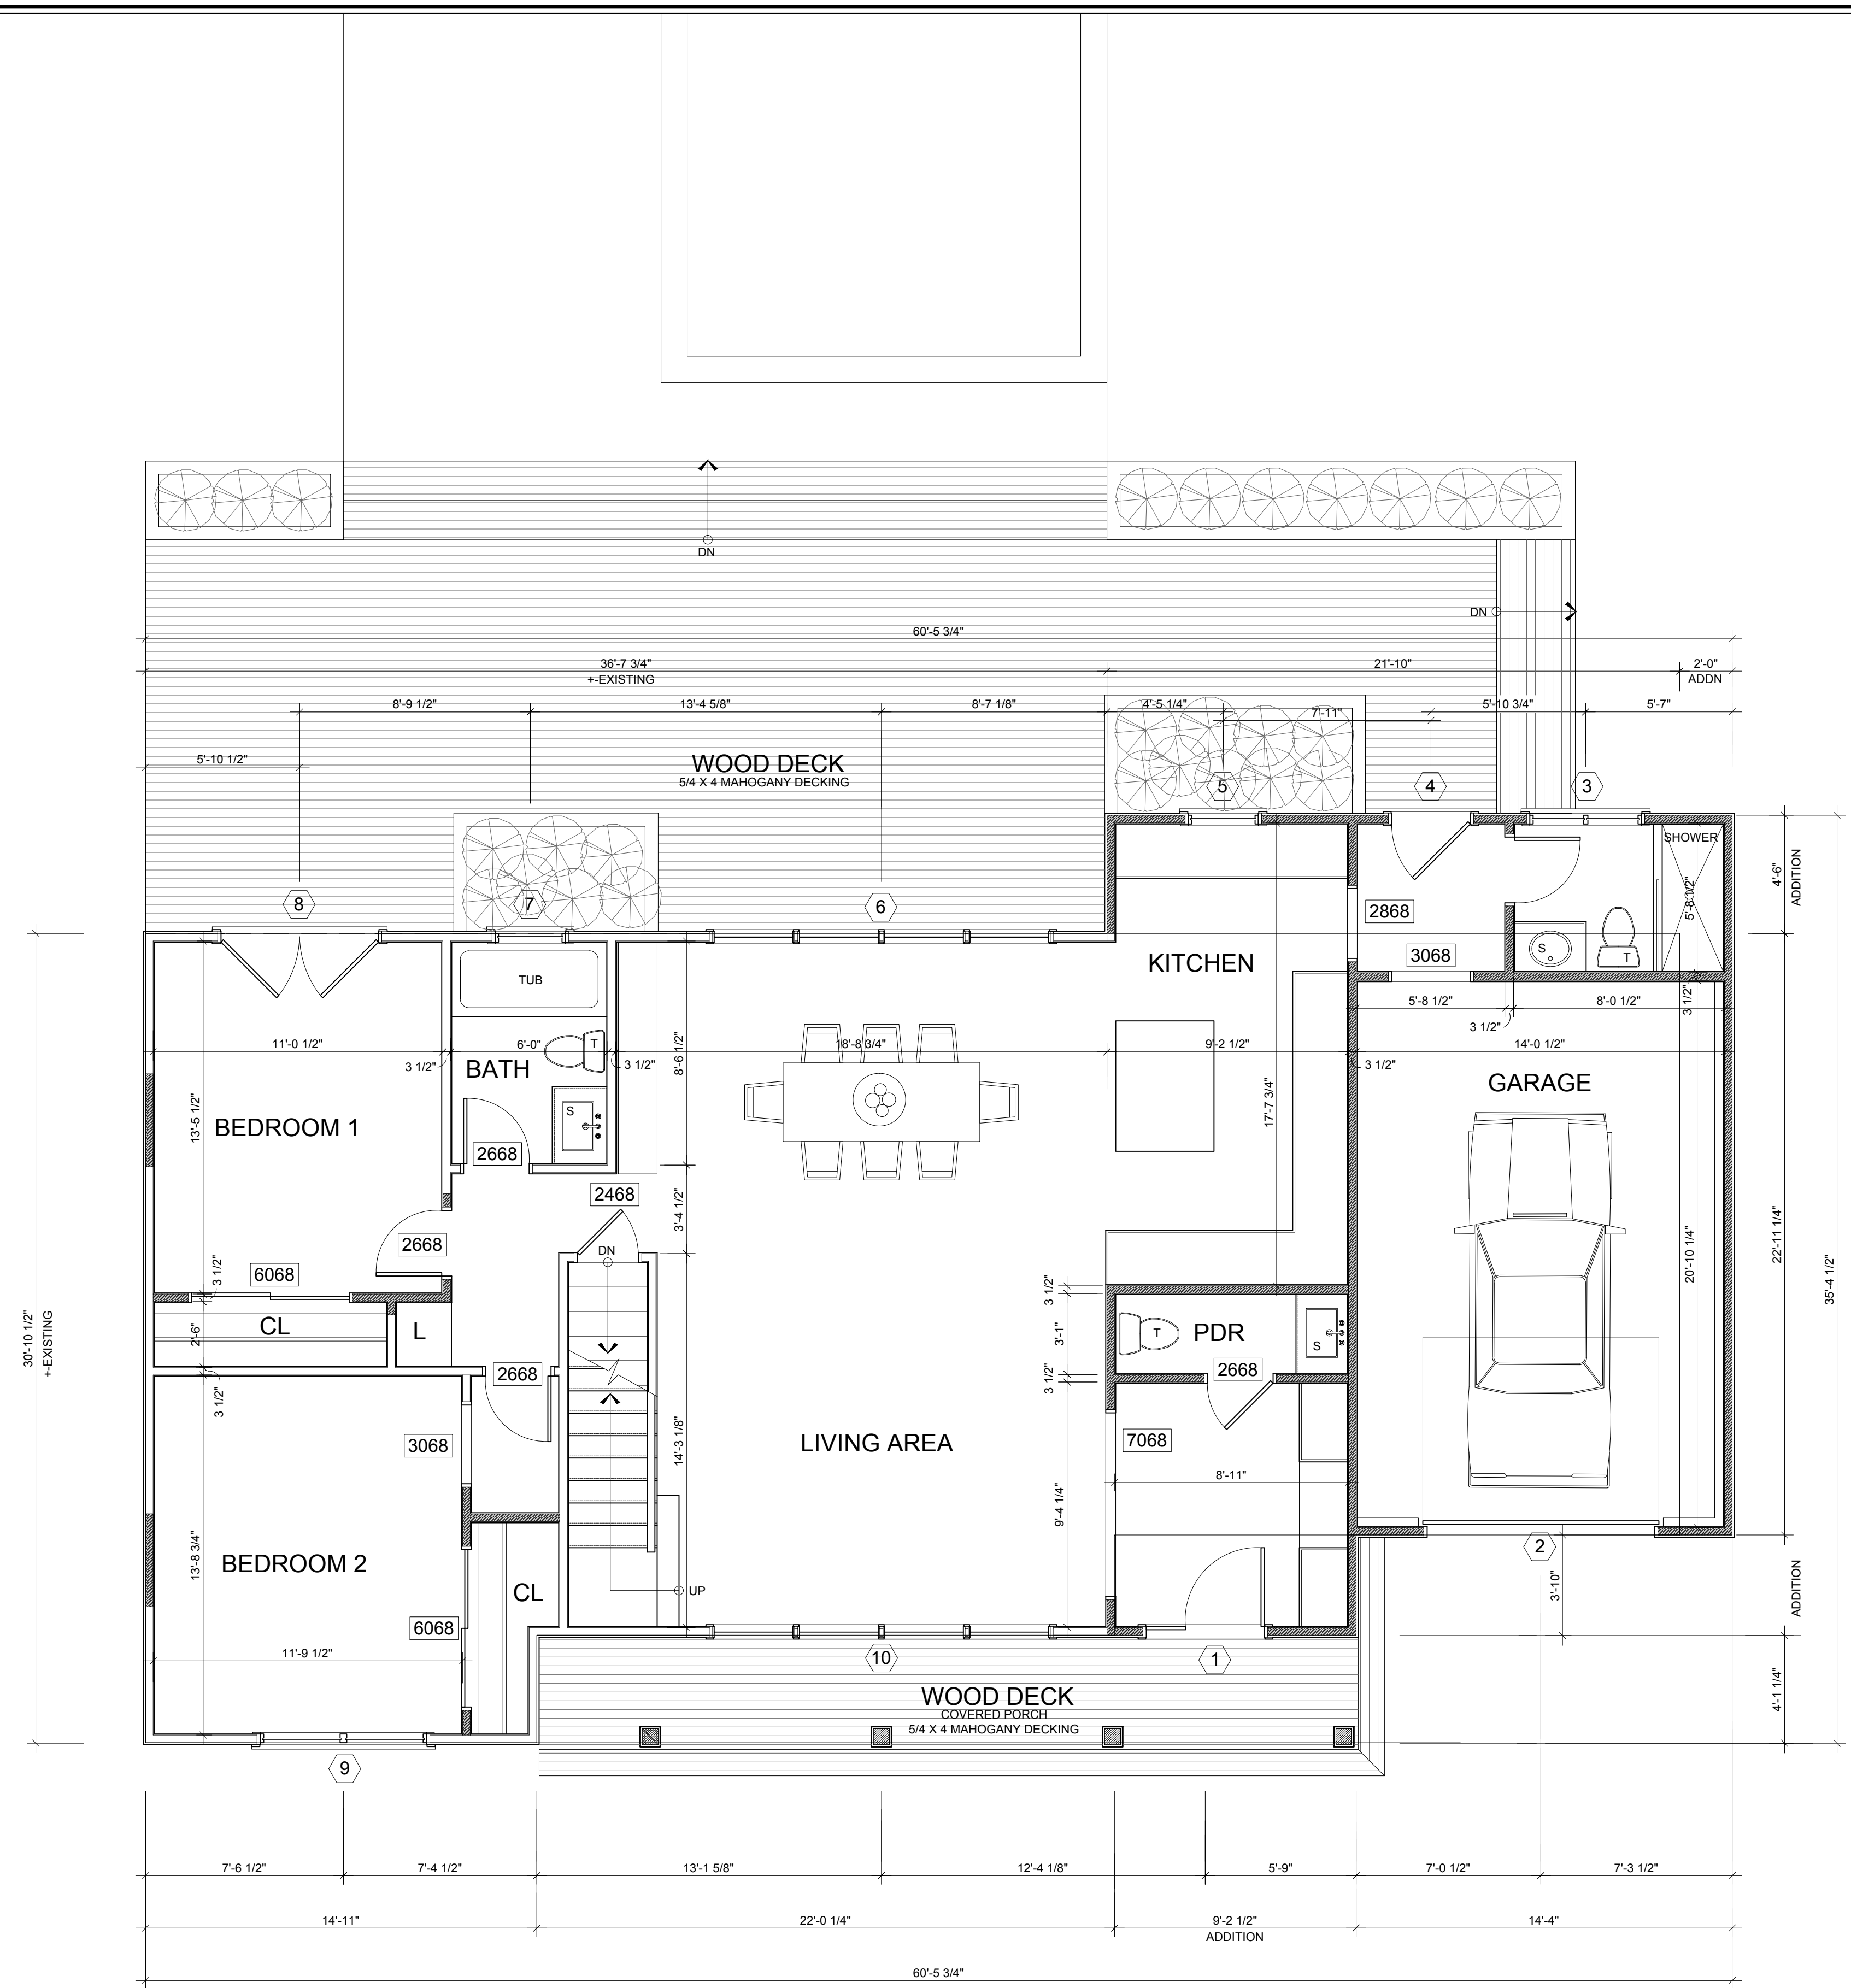 DN
DN
60'-5 3/4"
36'-7 3/4"
+-EXISTING
21'-10"
2'-0"
ADDN
8'-9 1/2"
13'-4 5/8"
8'-7 1/8"
4'-5 1/4"
7'-11"
5'-10 3/4"
5'-7"
5'-10 1/2"
WOOD DECK
5/4 X 4 MAHOGANY DECKING
5
4
3
SHOWER
4'-6"
ADDITION
8
7
6
2868
5'-8 1/2"
KITCHEN
3068
S
T
TUB
5'-8 1/2"
8'-0 1/2"
3 1/2"
3 1/2"
11'-0 1/2"
3 1/2"
6'-0"
T
3 1/2"
8'-6 1/2"
18'-8 3/4"
9'-2 1/2"
3 1/2"
14'-0 1/2"
BATH
GARAGE
13'-5 1/2"
BEDROOM 1
S
2668
17'-7 3/4"
2468
3'-4 1/2"
2668
DN
6068
3 1/2"
20'-10 1/4"
22'-11 1/4"
35'-4 1/2"
30'-10 1/2"
+-EXISTING
CL
2'-6"
L
3 1/2"
3'-1"
3 1/2"
T
PDR
S
2668
2668
3 1/2"
3068
LIVING AREA
14'-3 1/8"
7068
8'-11"
9'-4 1/4"
13'-8 3/4"
BEDROOM 2
CL
UP
6068
11'-9 1/2"
2
3'-10"
ADDITION
10
1
WOOD DECK
COVERED PORCH
5/4 X 4 MAHOGANY DECKING
4'-1 1/4"
9
7'-6 1/2"
7'-4 1/2"
13'-1 5/8"
12'-4 1/8"
5'-9"
7'-0 1/2"
7'-3 1/2"
14'-11"
22'-0 1/4"
9'-2 1/2"
ADDITION
14'-4"
60'-5 3/4"